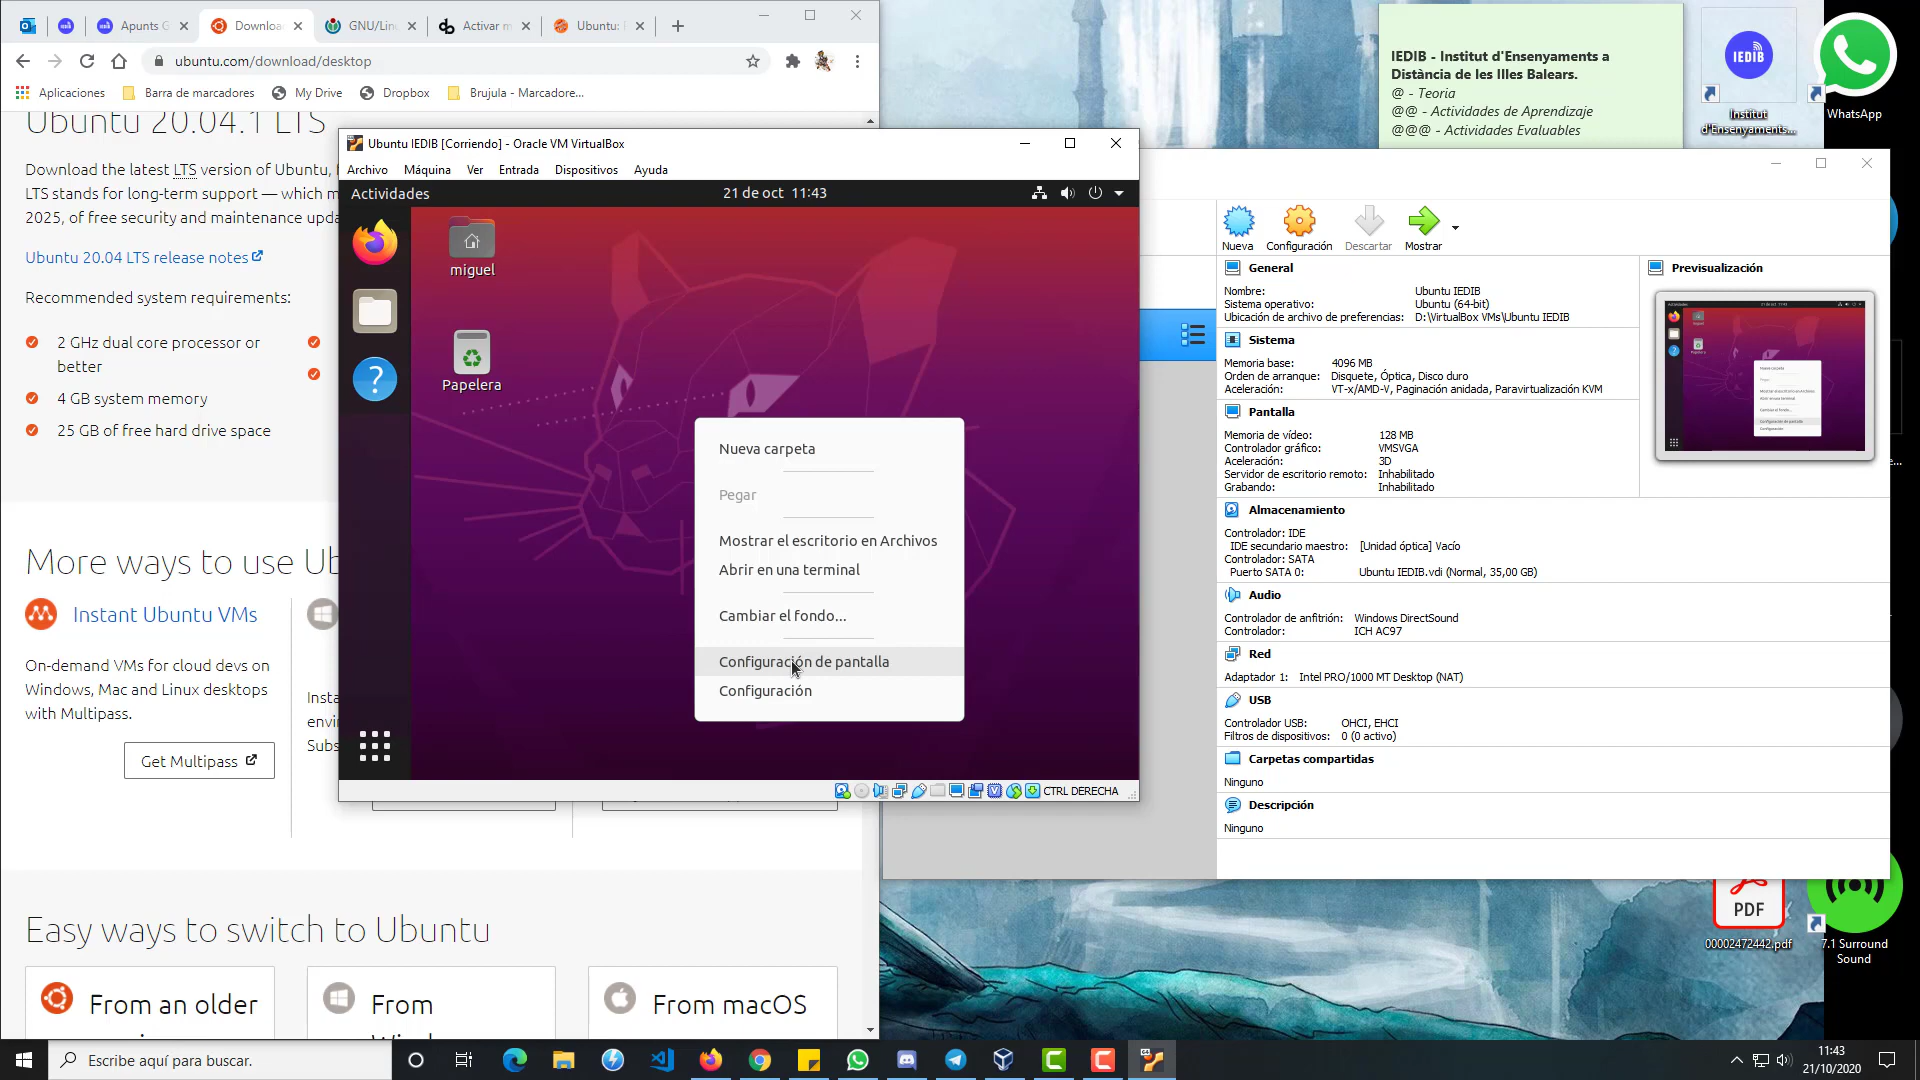 Apunts G
Downloa
GNU/Lin
Activar m
Ubuntu:
ubuntu.com/download/desktop
Aplicaciones
Barra de marcadores
My Drive
Dropbox
Brujula - Marcadore...
Ubuntu 20.04.1 LTS
Download the latest LTS version of Ubuntu,
LTS stands for long-term support — which m
2025, of free security and maintenance upda
Ubuntu 20.04 LTS release notes
Recommended system requirements:
2 GHz dual core processor or
better
4 GB system memory
25 GB of free hard drive space
More ways to use Ub
Instant Ubuntu VMs
On-demand VMs for cloud devs on
Windows, Mac and Linux desktops
with Multipass.
Insta
envi
Subs
Get Multipass
Easy ways to switch to Ubuntu
From an older
From
From macOS
Ubuntu IEDIB [Corriendo] - Oracle VM VirtualBox
Archivo Máquina Ver Entrada Dispositivos Ayuda
Actividades
21 de oct 11:43
miguel
Papelera
Nueva carpeta
Pegar
Mostrar el escritorio en Archivos
Abrir en una terminal
Cambiar el fondo...
Configuración de pantalla
Configuración
CTRL DERECHA
IEDIB - Institut d'Ensenyaments a
Distància de les Illes Balears.
@ - Teoria
@@ - Actividades de Aprendizaje
@@@ - Actividades Evaluables
IEDIB
Institut
d'Ensenyaments...
WhatsApp
Nueva
Configuración
Descartar
Mostrar
General
Nombre: Ubuntu IEDIB
Sistema operativo: Ubuntu (64-bit)
Ubicación de archivo de preferencias: D:\VirtualBox VMs\Ubuntu IEDIB
Sistema
Memoria base: 4096 MB
Orden de arranque: Disquete, Óptica, Disco duro
Aceleración: VT-x/AMD-V, Paginación anidada, Paravirtualización KVM
Pantalla
Memoria de vídeo: 128 MB
Controlador gráfico: VMSVGA
Aceleración: 3D
Servidor de escritorio remoto: Inhabilitado
Grabando: Inhabilitado
Almacenamiento
Controlador: IDE
IDE secundario maestro: [Unidad óptica] Vacío
Controlador: SATA
Puerto SATA 0: Ubuntu IEDIB.vdi (Normal, 35,00 GB)
Audio
Controlador de anfitrión: Windows DirectSound
Controlador: ICH AC97
Red
Adaptador 1: Intel PRO/1000 MT Desktop (NAT)
USB
Controlador USB: OHCI, EHCI
Filtros de dispositivos: 0 (0 activo)
Carpetas compartidas
Ninguno
Descripción
Ninguno
Previsualización
PDF
00002472442.pdf
7.1 Surround
Sound
Escribe aquí para buscar.
11:43
21/10/2020